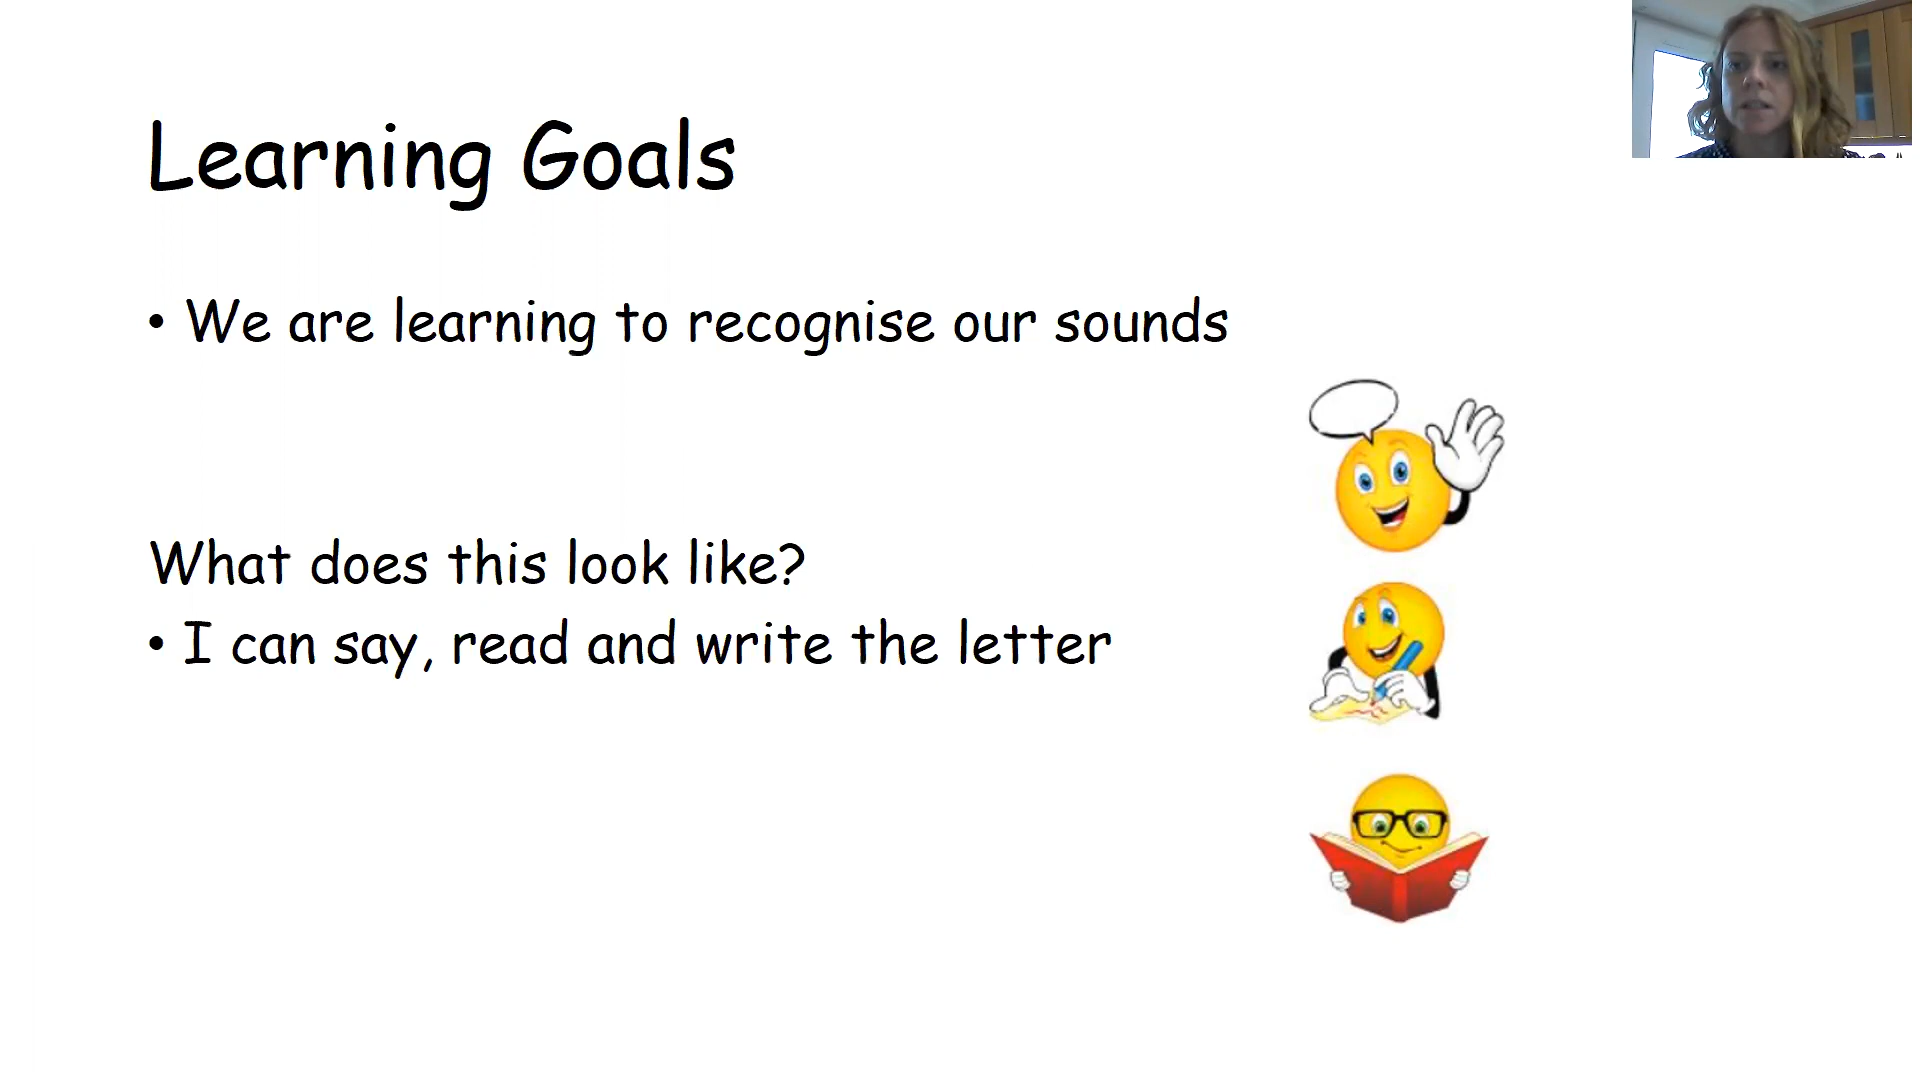 Learning Goals
• We are learning to recognise our sounds
What does this look like?
• I can say, read and write the letter